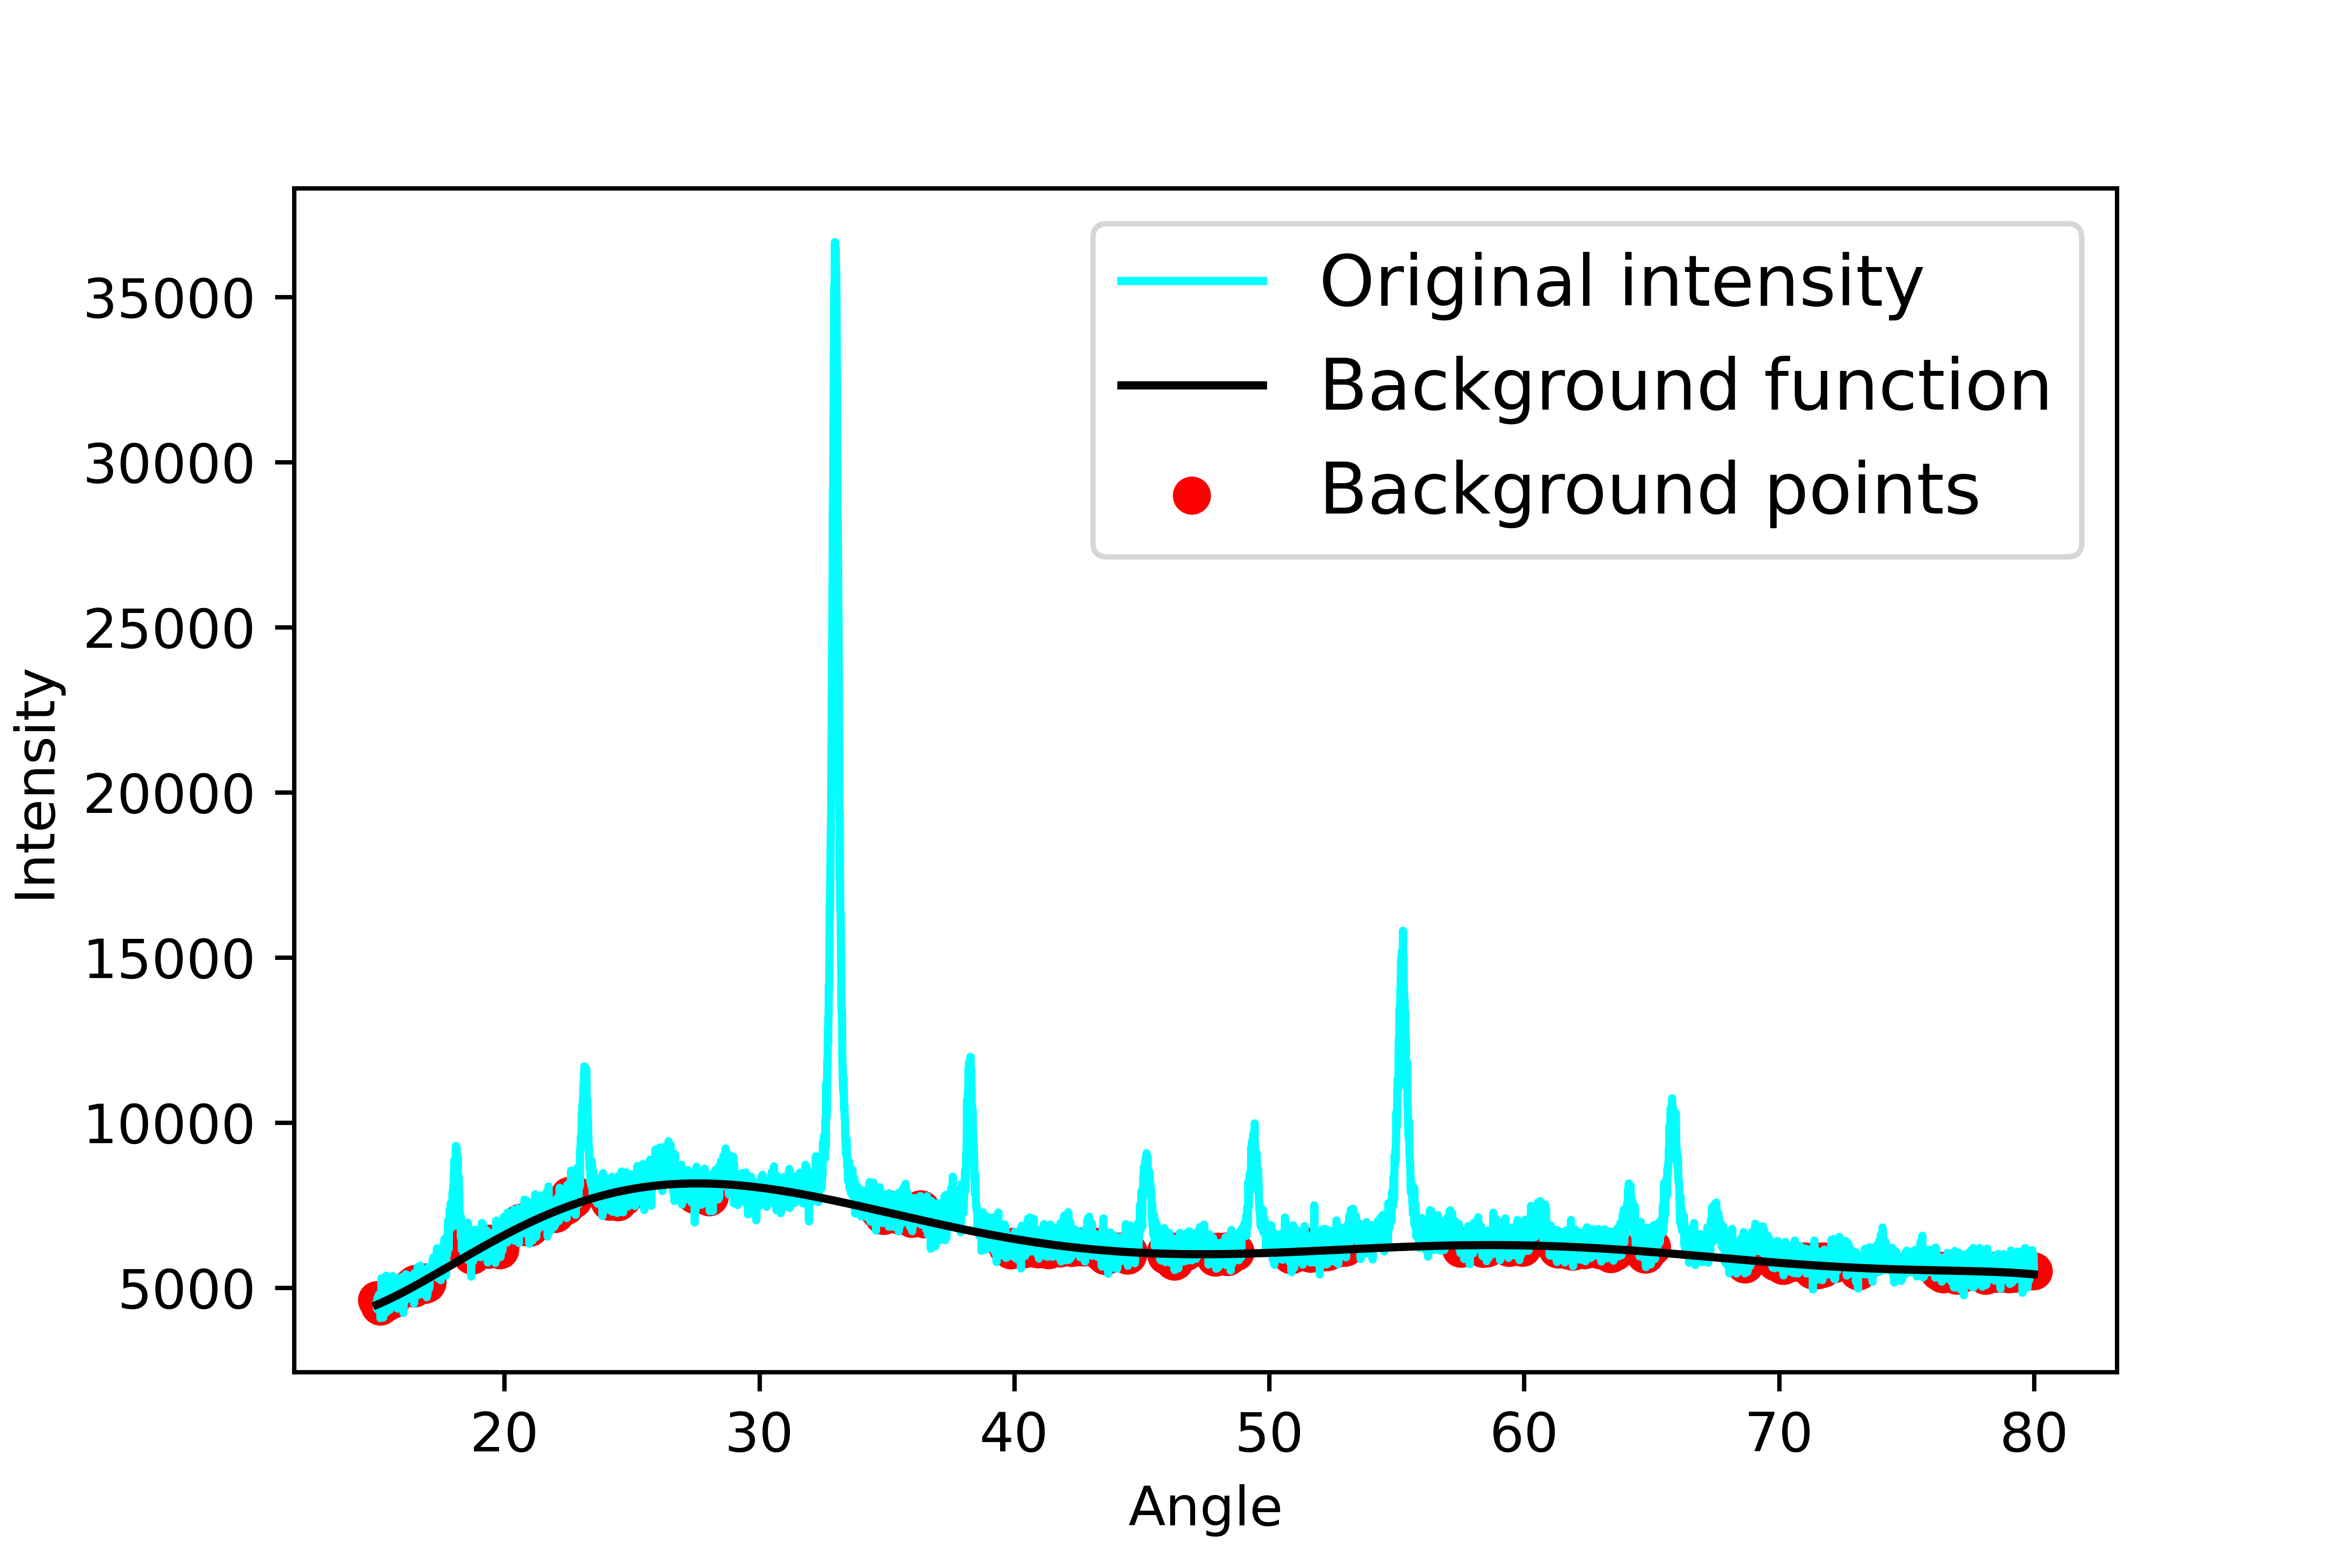 Original intensity
Background function
Background points
35000
30000
25000
20000
15000
10000
5000
Intensity
20 30 40 50 60 70 80
Angle